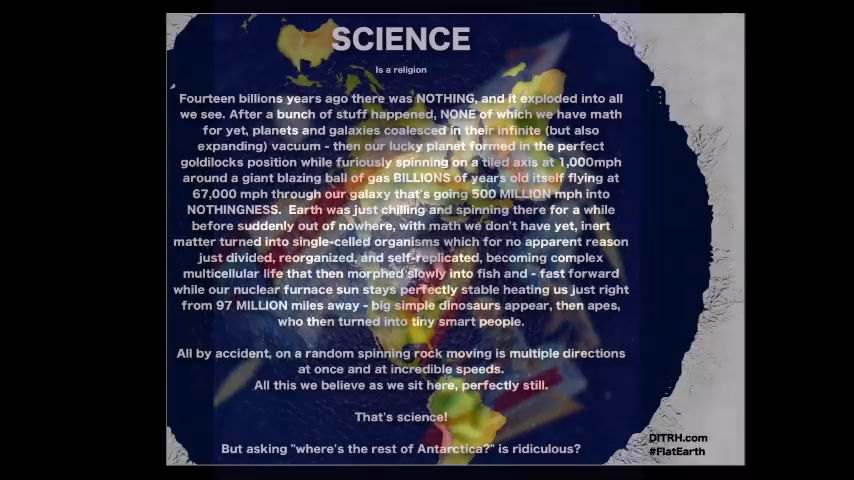 SCIENCE
Is a religion
Fourteen billions years ago there was NOTHING, and it exploded into all
we see. After a bunch of stuff happened, NONE of which we have math
for yet, planets and galaxies coalesced in their infinite (but also
expanding) vacuum - then our lucky planet formed in the perfect
goldilocks position while furiously spinning on a tiled axis at 1,000mph
around a giant blazing ball of gas BILLIONS of years old itself flying at
67,000 mph through our galaxy that's going 500 MILLION mph into
NOTHINGNESS. Earth was just chilling and spinning there for a while
before suddenly out of nowhere, with math we don't have yet, inert
matter turned into single-celled organisms which for no apparent reason
just divided, reorganized, and self-replicated, becoming complex
multicellular life that then morphed slowly into fish and - fast forward
while our nuclear furnace sun stays perfectly stable heating us just right
from 97 MILLION miles away - big simple dinosaurs appear, then apes,
who then turned into tiny smart people.
All by accident, on a random spinning rock moving is multiple directions
at once and at incredible speeds.
All this we believe as we sit here, perfectly still.
That's science!
But asking "where's the rest of Antarctica?" is ridiculous?
DITRH.com
#FlatEarth